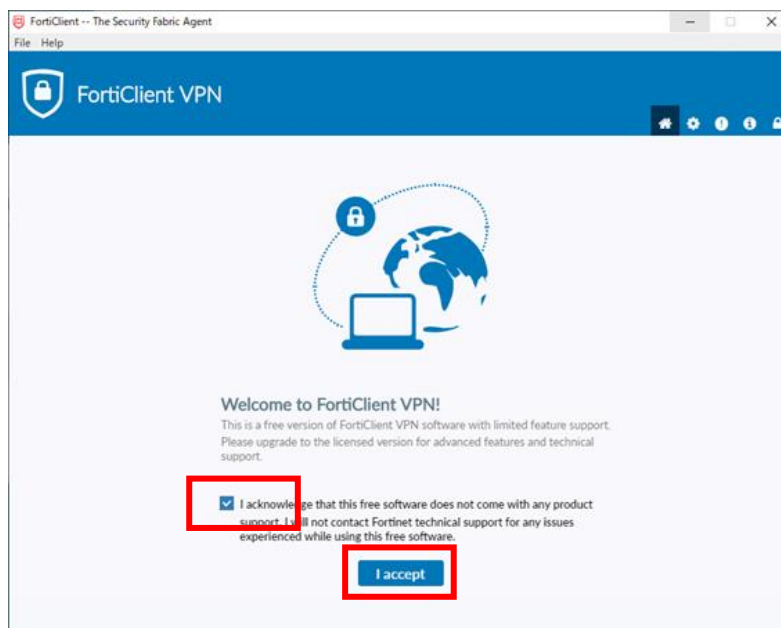 FortiClient -- The Security Fabric Agent
File Help
FortiClient VPN
Welcome to FortiClient VPN!
This is a free version of FortiClient VPN software with limited feature support.
Please upgrade to the licensed version for advanced features and technical
support.
I acknowledge that this free software does not come with any product
support. I will not contact Fortinet technical support for any issues
experienced while using this free software.
I accept